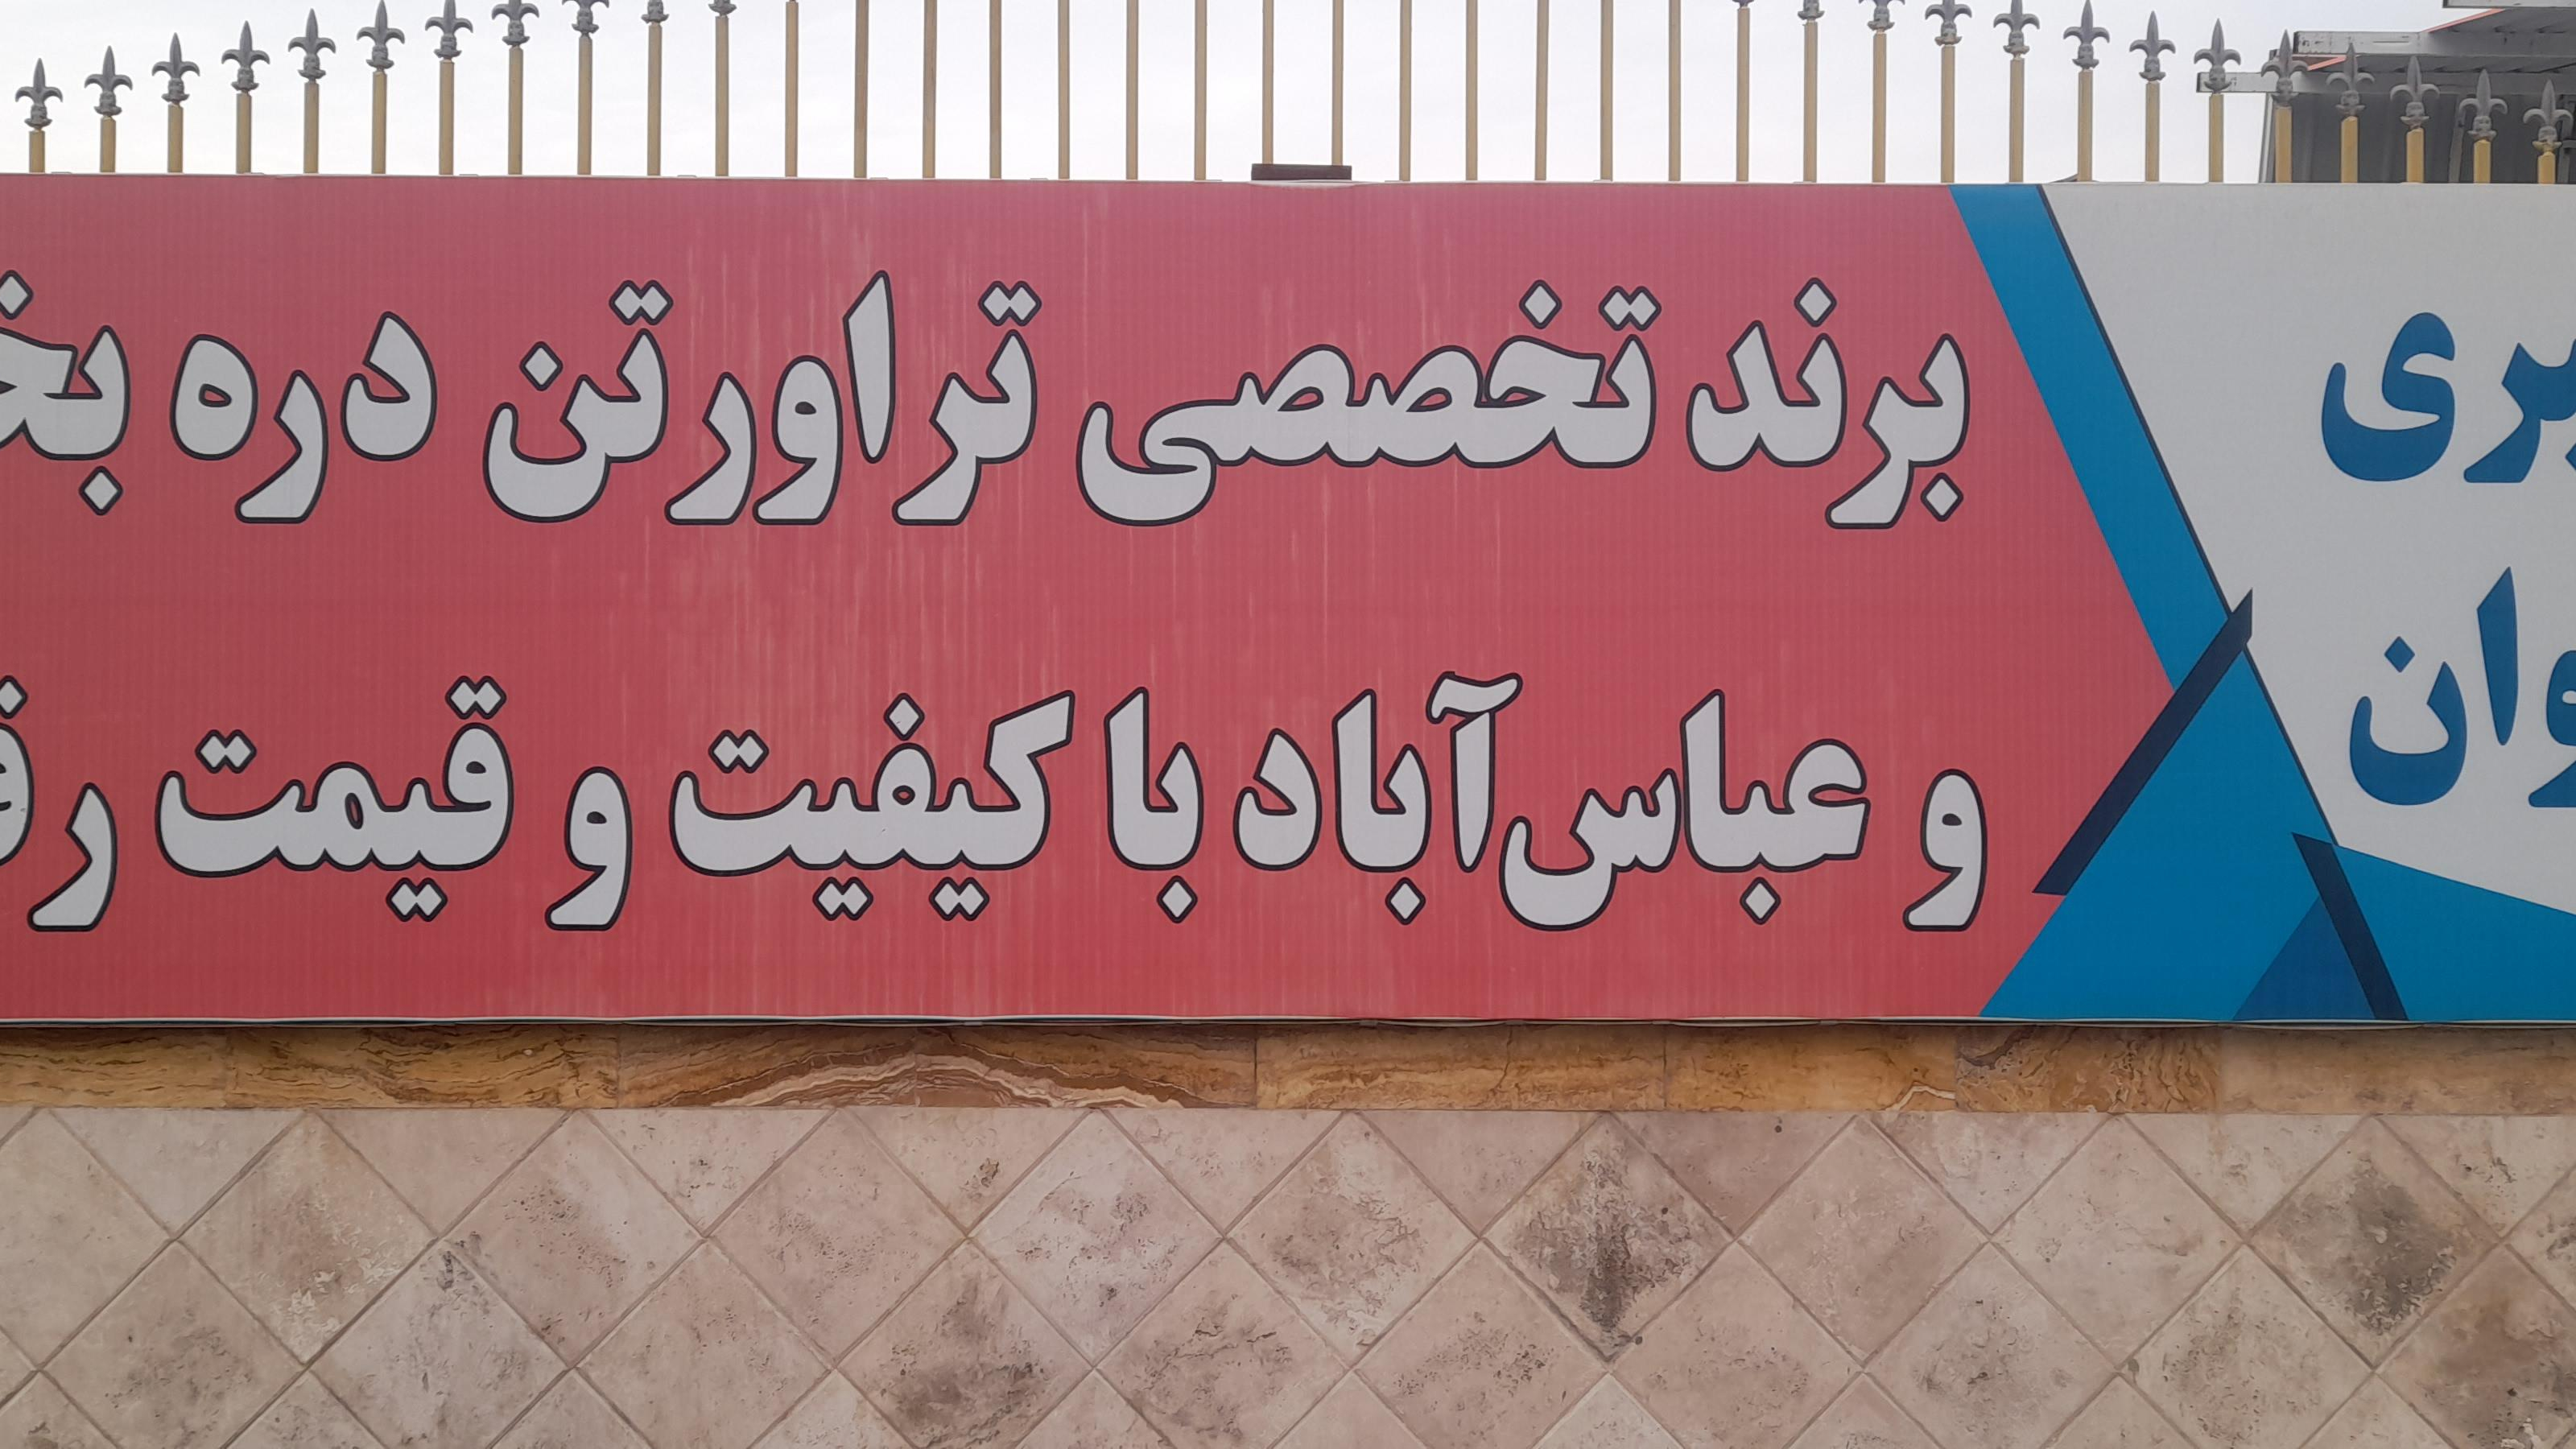 برند تخصصی تراورتن دره
و عباس‌آباد با کیفیت و قیمت